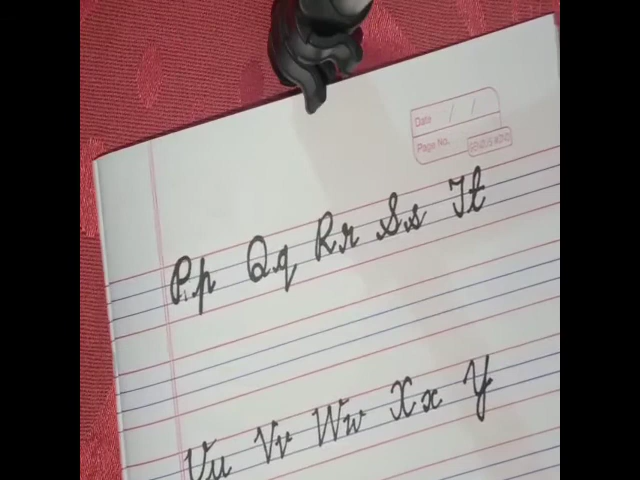 Date / /
Page No.
Pp Qq Rr Ss Tt
Uu Vv Ww Xx Y